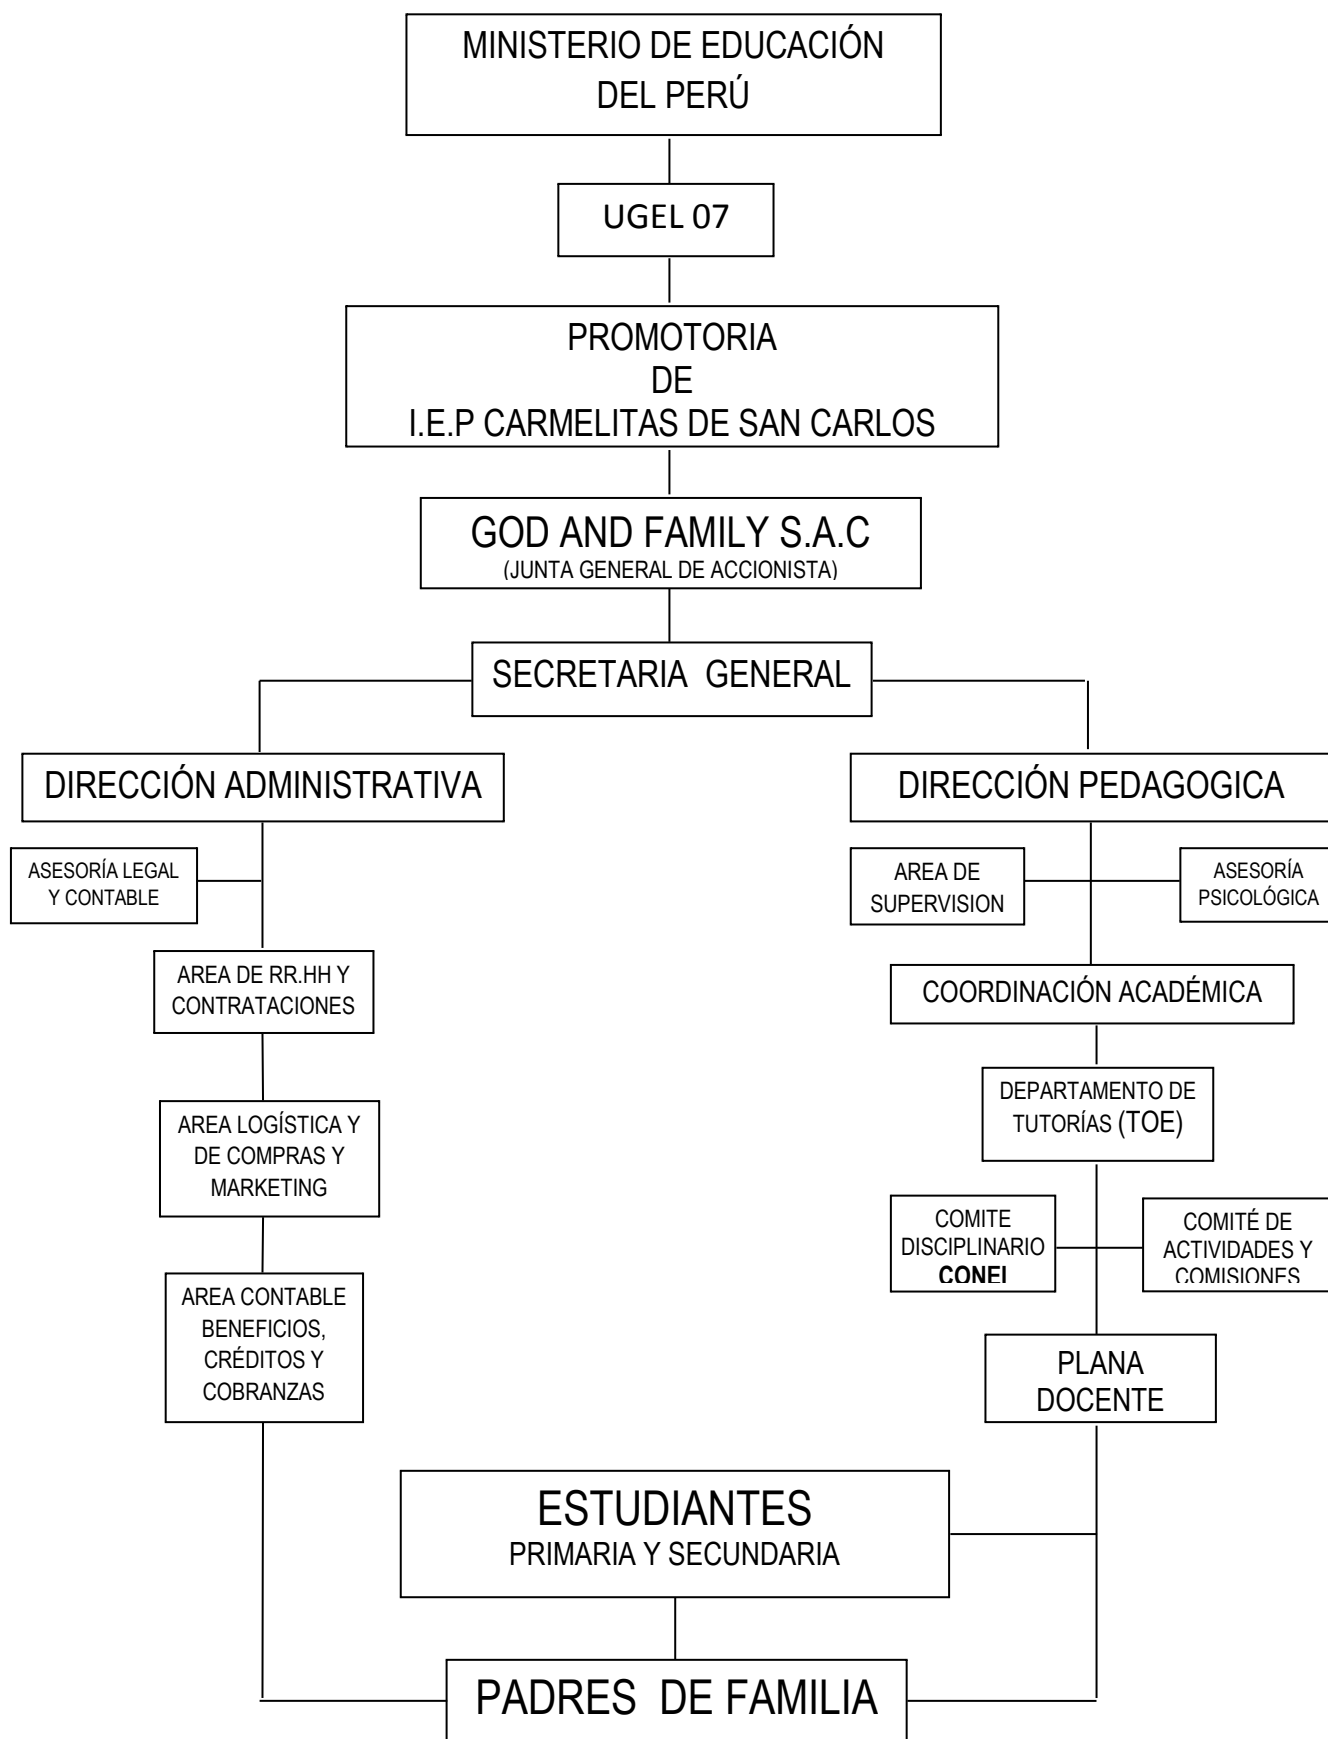 MINISTERIO DE EDUCACIÓN
DEL PERÚ
UGEL 07
PROMOTORIA
DE
I.E.P CARMELITAS DE SAN CARLOS
GOD AND FAMILY S.A.C
(JUNTA GENERAL DE ACCIONISTA)
SECRETARIA GENERAL
DIRECCIÓN ADMINISTRATIVA
DIRECCIÓN PEDAGOGICA
ASESORÍA LEGAL
Y CONTABLE
AREA DE
SUPERVISION
ASESORÍA
PSICOLÓGICA
AREA DE RR.HH Y
CONTRATACIONES
COORDINACIÓN ACADÉMICA
DEPARTAMENTO DE
TUTORÍAS (TOE)
AREA LOGÍSTICA Y
DE COMPRAS Y
MARKETING
COMITE
DISCIPLINARIO
CONEI
COMITÉ DE
ACTIVIDADES Y
COMISIONES
AREA CONTABLE
BENEFICIOS,
CRÉDITOS Y
COBRANZAS
PLANA
DOCENTE
ESTUDIANTES
PRIMARIA Y SECUNDARIA
PADRES DE FAMILIA